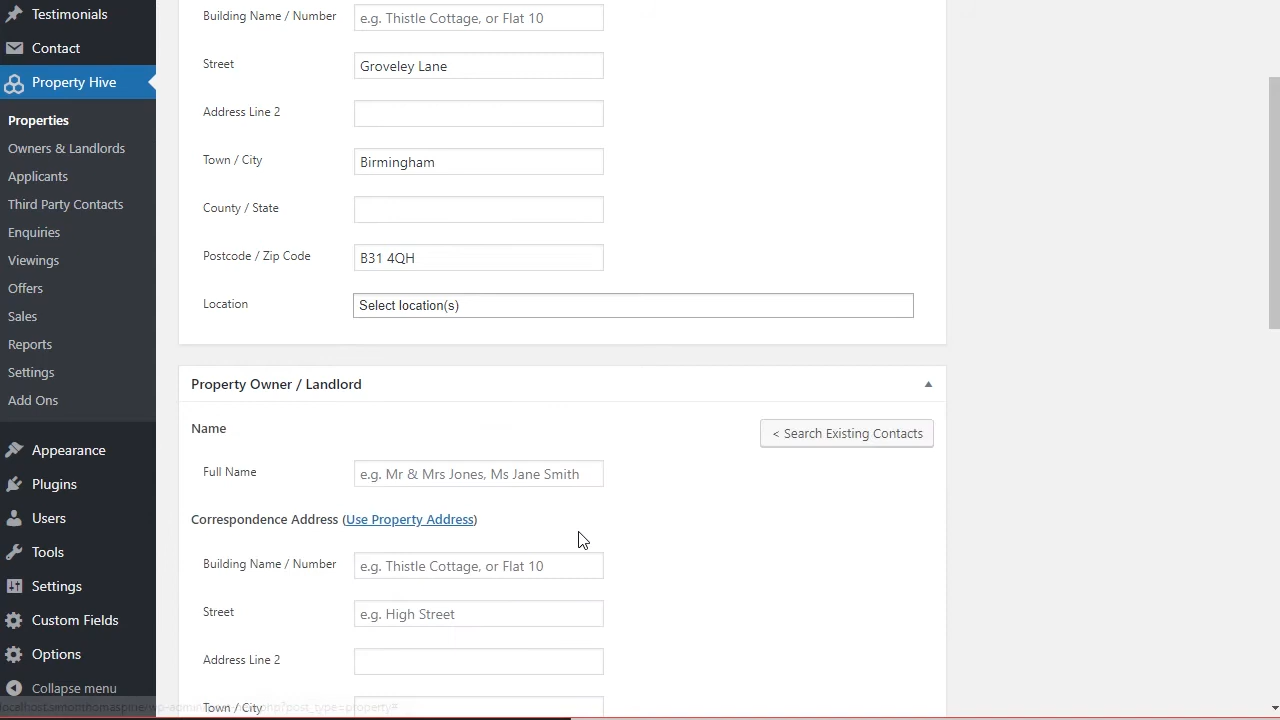 Testimonials
Contact
Property Hive
Properties
Owners & Landlords
Applicants
Third Party Contacts
Enquiries
Viewings
Offers
Sales
Reports
Settings
Add Ons
Appearance
Plugins
Users
Tools
Settings
Custom Fields
Options
Collapse menu
Building Name / Number e.g. Thistle Cottage, or Flat 10
Street Groveley Lane
Address Line 2
Town / City Birmingham
County / State
Postcode / Zip Code B31 4QH
Location Select location(s)
Property Owner / Landlord
Name < Search Existing Contacts
Full Name e.g. Mr & Mrs Jones, Ms Jane Smith
Correspondence Address (Use Property Address)
Building Name / Number e.g. Thistle Cottage, or Flat 10
Street e.g. High Street
Address Line 2
Town / City